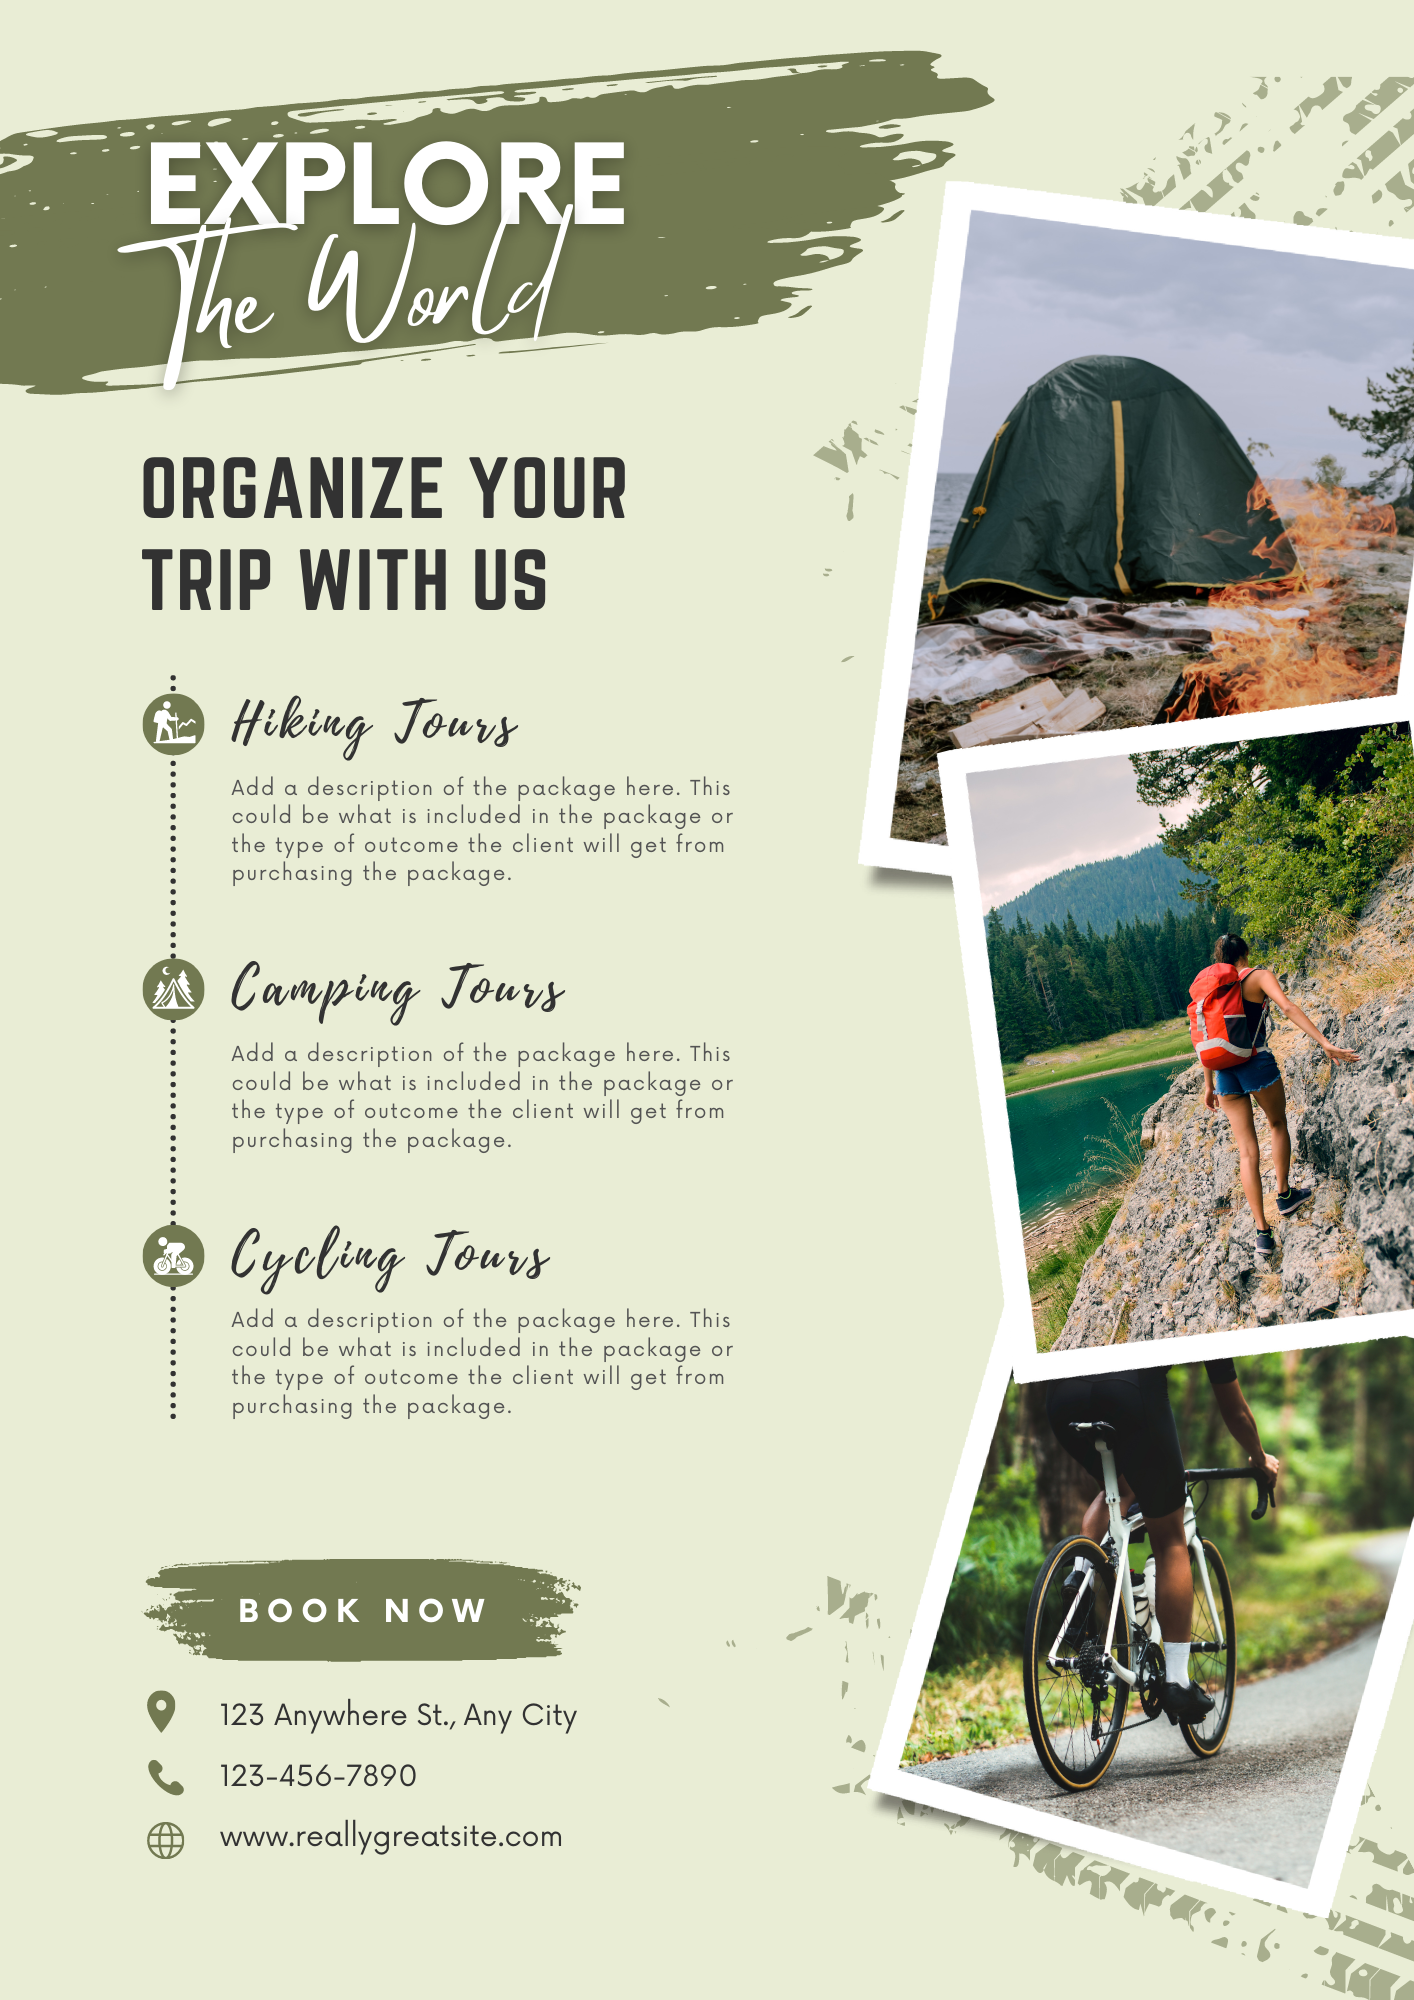 EXPLORE
The World
ORGANIZE YOUR
TRIP WITH US
Hiking Tours
Add a description of the package here. This
could be what is included in the package or
the type of outcome the client will get from
purchasing the package.
Camping Tours
Add a description of the package here. This
could be what is included in the package or
the type of outcome the client will get from
purchasing the package.
Cycling Tours
Add a description of the package here. This
could be what is included in the package or
the type of outcome the client will get from
purchasing the package.
BOOK NOW
123 Anywhere St., Any City
123-456-7890
www.reallygreatsite.com